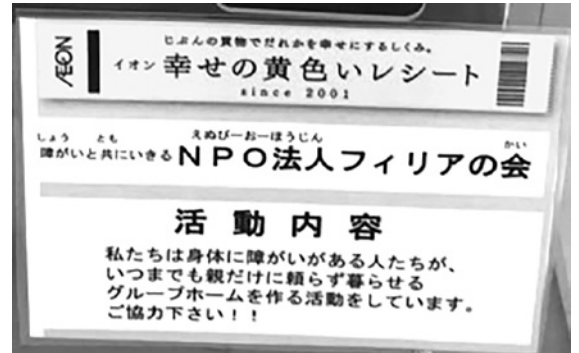 ÆON
じぶんの買物でだれかを幸せにするしくみ。
イオン 幸せの黄色いレシート
since 2001
しょう とも えぬぴーおーほうじん かい
障がいと共にいきるNPO法人フィリアの会
活動内容
私たちは身体に障がいがある人たちが、
いつまでも親だけに頼らず暮らせる
グループホームを作る活動をしています。
ご協力下さい！！